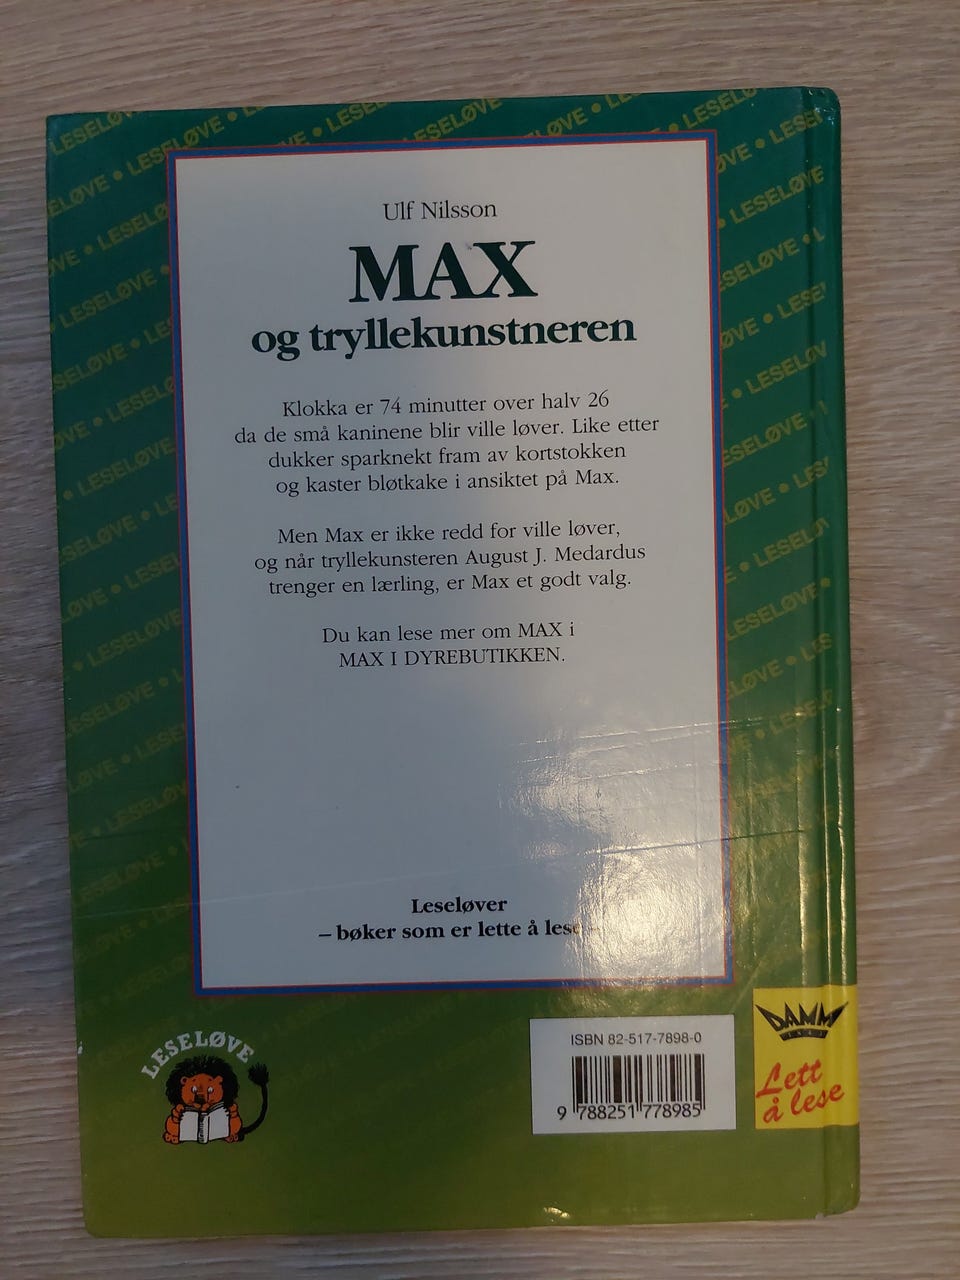 Ulf Nilsson
MAX
og tryllekunstneren
Klokka er 74 minutter over halv 26
da de små kaninene blir ville løver. Like etter
dukker sparknekt fram av kortstokken
og kaster bløtkake i ansiktet på Max.
Men Max er ikke redd for ville løver,
og når tryllekunsteren August J. Medardus
trenger en lærling, er Max et godt valg.
Du kan lese mer om MAX i
MAX I DYREBUTIKKEN.
Leseløver
– bøker som er lette å lese –
LESELØVE
ISBN 82-517-7898-0
9 788251 778985
DAMM
Lett
å lese